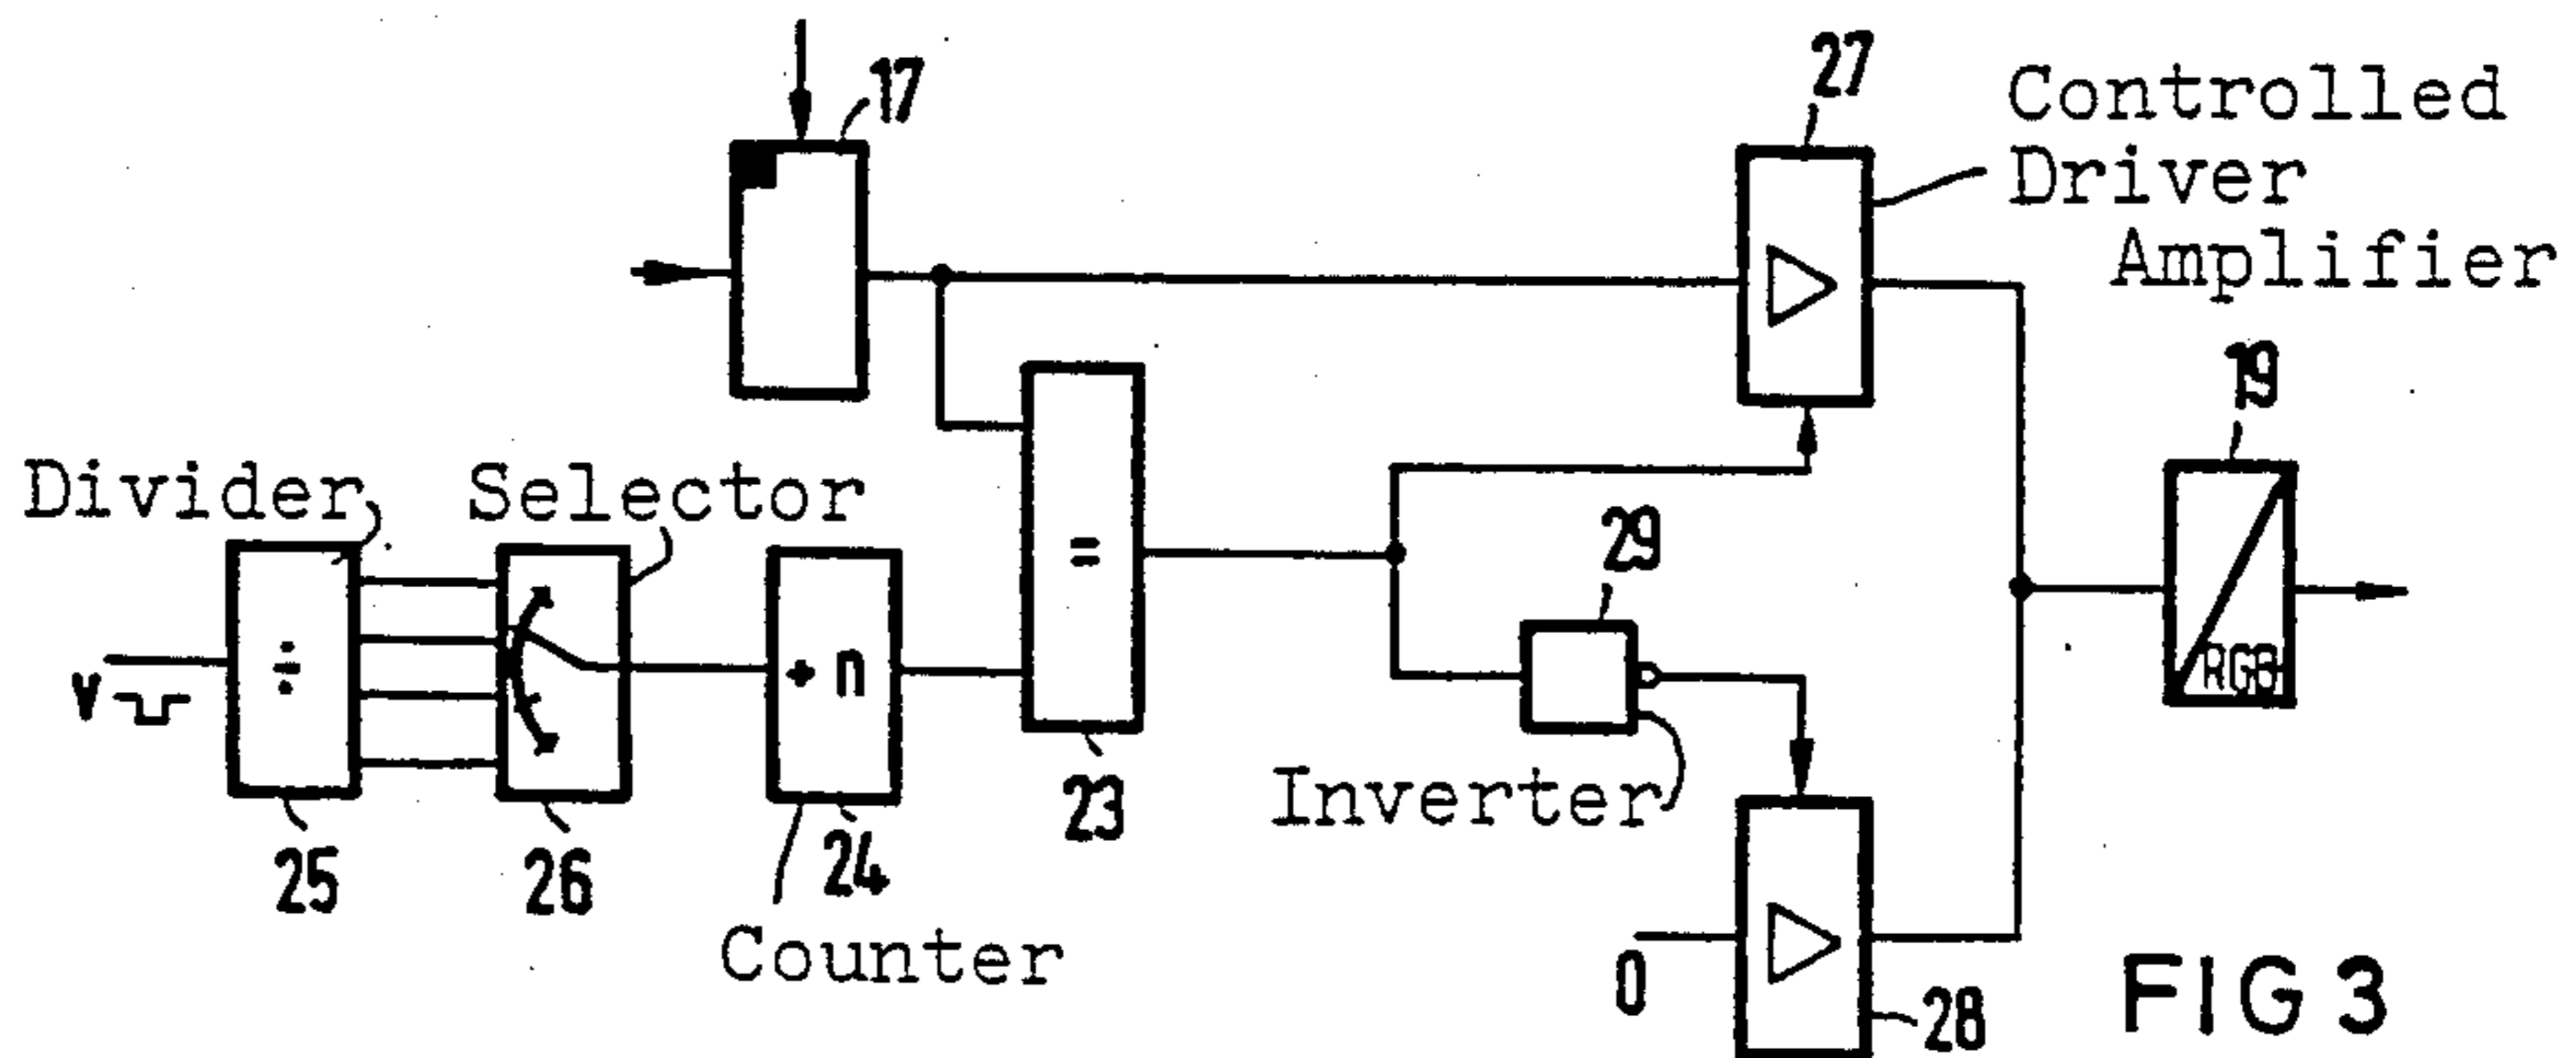 17
27
Controlled
Driver
Amplifier
19
RGB
Divider
Selector
÷
+ n
=
29
V
Inverter
25
26
24
23
Counter
0
28
FIG 3